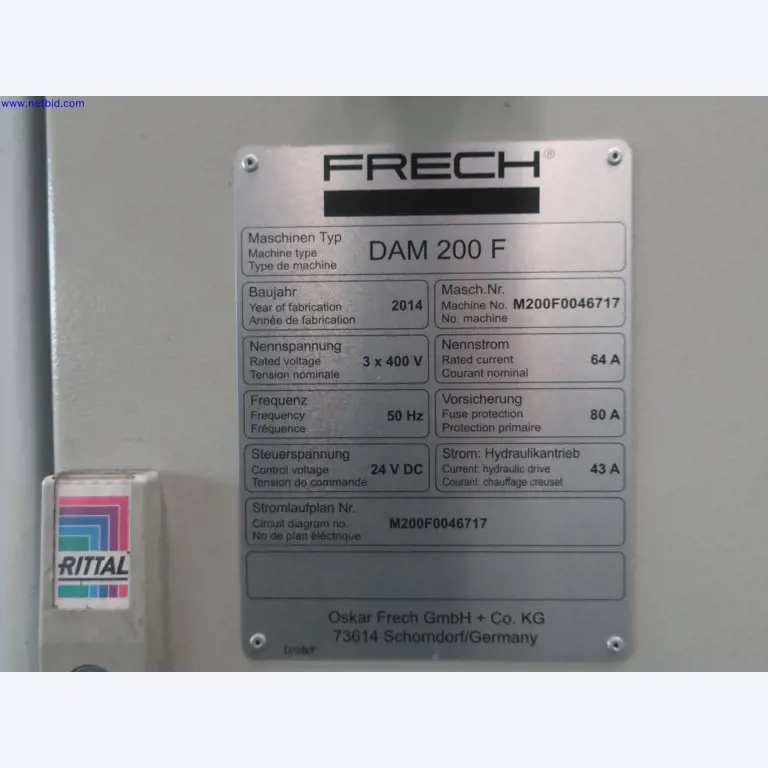 www.netbid.com
FRECH®
Maschinen Typ
Machine type DAM 200 F
Type de machine
Baujahr
Year of fabrication 2014
Année de fabrication
Masch.Nr.
Machine No. M200F0046717
No. machine
Nennspannung
Rated voltage 3 x 400 V
Tension nominale
Nennstrom
Rated current 64 A
Courant nominal
Frequenz
Frequency 50 Hz
Fréquence
Vorsicherung
Fuse protection 80 A
Protection primaire
Steuerspannung
Control voltage 24 V DC
Tension de commande
Strom: Hydraulikantrieb
Current: hydraulic drive 43 A
Courant: chauffage creuset
Stromlaufplan Nr.
Circuit diagram no. M200F0046717
No de plan éléctrique
Oskar Frech GmbH + Co. KG
73614 Schorndorf/Germany
D/GB/F
RITTAL